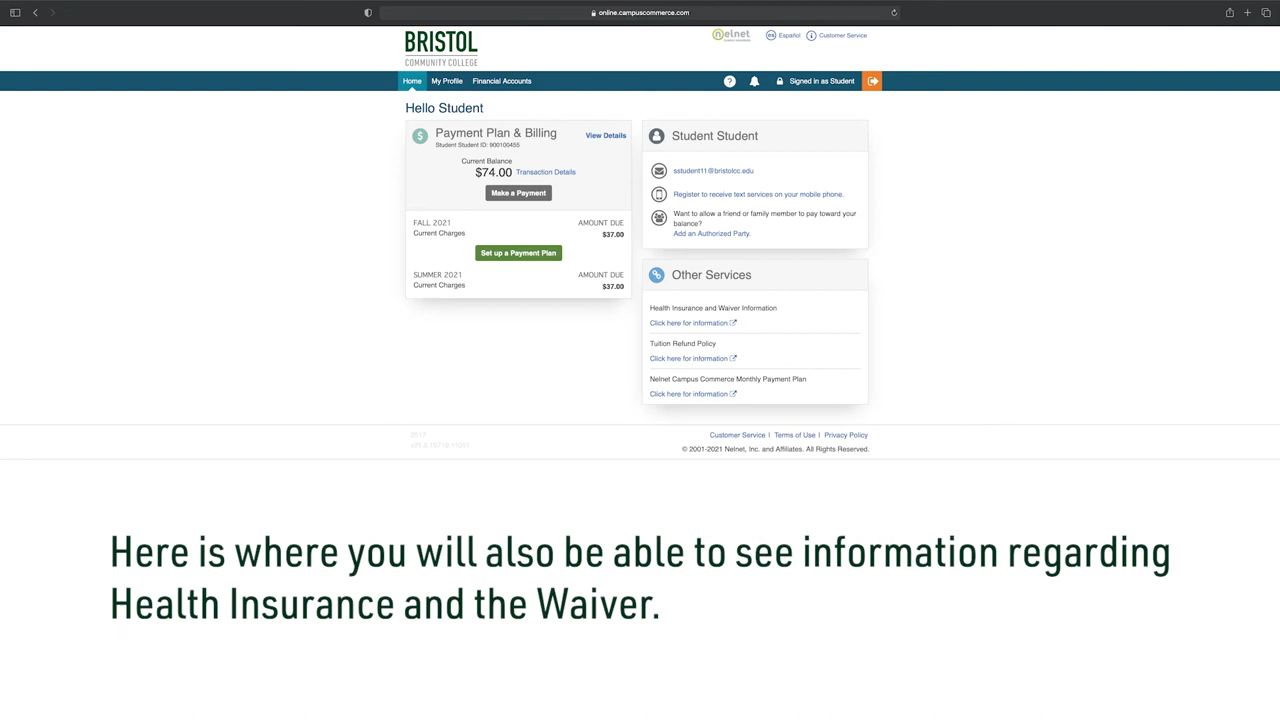 online.campuscommerce.com
BRISTOL
COMMUNITY COLLEGE
nelnet
es Español
Customer Service
Home My Profile Financial Accounts
? Signed in as Student
Hello Student
$ Payment Plan & Billing View Details
Student Student ID: 900100455
Current Balance
$74.00 Transaction Details
Make a Payment
FALL 2021 AMOUNT DUE
Current Charges $37.00
Set up a Payment Plan
SUMMER 2021 AMOUNT DUE
Current Charges $37.00
Student Student
sstudent11@bristolcc.edu
Register to receive text services on your mobile phone.
Want to allow a friend or family member to pay toward your
balance?
Add an Authorized Party.
Other Services
Health Insurance and Waiver Information
Click here for information
Tuition Refund Policy
Click here for information
Nelnet Campus Commerce Monthly Payment Plan
Click here for information
Customer Service | Terms of Use | Privacy Policy
© 2001-2021 Nelnet, Inc. and Affiliates. All Rights Reserved.
Here is where you will also be able to see information regarding
Health Insurance and the Waiver.